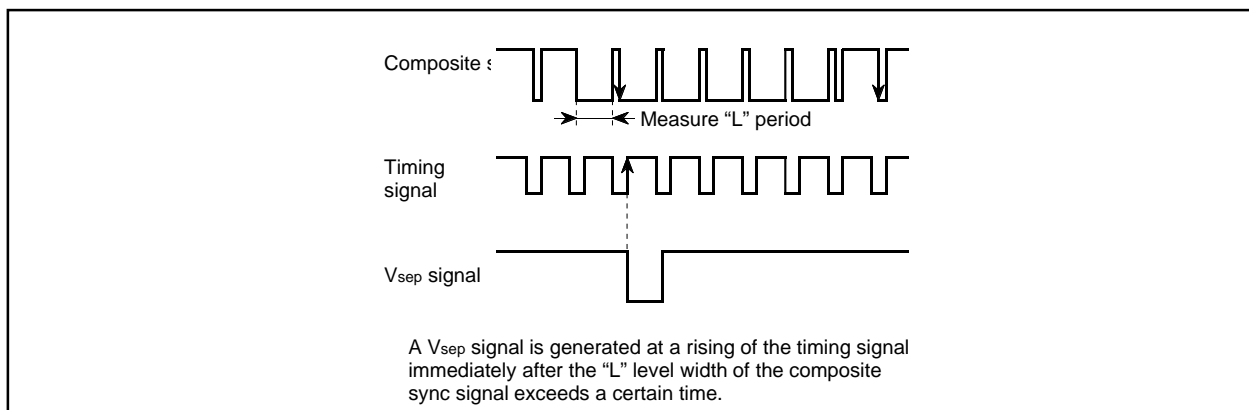 Composite s
Measure “L” period
Timing
signal
Vsep signal
A Vsep signal is generated at a rising of the timing signal
immediately after the “L” level width of the composite
sync signal exceeds a certain time.